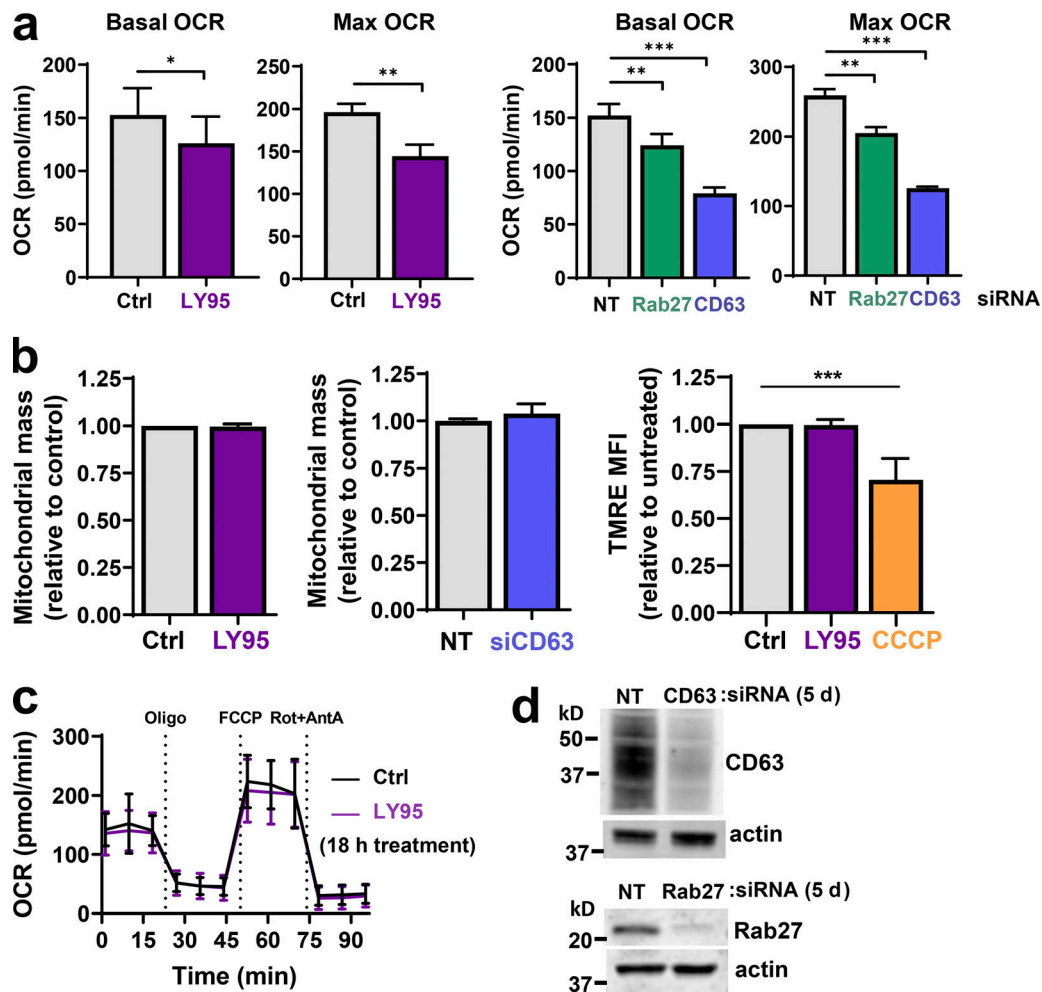 a
Basal OCR
Max OCR
Basal OCR
Max OCR
OCR (pmol/min)
200
150
100
50
0
*
Ctrl
LY95
250
200
150
100
50
0
**
Ctrl
LY95
OCR (pmol/min)
200
150
100
50
0
***
**
NT
Rab27
CD63
300
200
100
0
***
**
NT
Rab27
CD63
siRNA
b
Mitochondrial mass
(relative to control)
1.25
1.00
0.75
0.50
0.25
0.00
Ctrl
LY95
Mitochondrial mass
(relative to control)
1.25
1.00
0.75
0.50
0.25
0.00
NT
siCD63
TMRE MFI
(relative to untreated)
1.25
1.00
0.75
0.50
0.25
0.00
***
Ctrl
LY95
CCCP
c
Oligo
FCCP
Rot+AntA
OCR (pmol/min)
300
200
100
0
Ctrl
LY95
(18 h treatment)
0 15 30 45 60 75 90
Time (min)
d
NT CD63 :siRNA (5 d)
kD
50
37
CD63
37
actin
NT Rab27 :siRNA (5 d)
kD
20
Rab27
37
actin